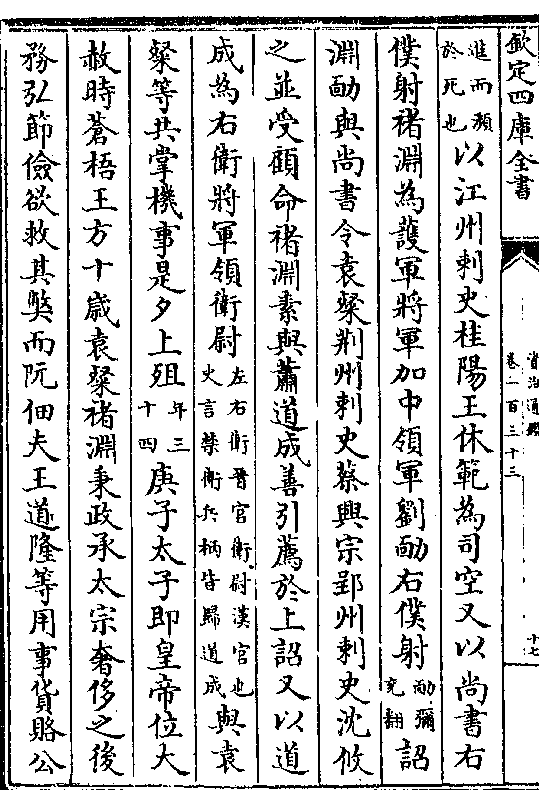 欽定四庫全書
資治通鑑
卷一百三十三
十七
進而瀕
於死也以江州刺史桂陽王休範為司空又以尚書右
僕射褚淵為護軍將軍加中領軍劉勔右僕射勔彌兖翻詔
淵勔與尚書令袁粲荆州刺史蔡興宗郢州刺史沈攸
之並受顧命褚淵素與蕭道成善引薦於上詔又以道
成為右衛將軍領衛尉左右衛晉官衛尉漢官也史言禁衛兵柄皆歸道成與袁
粲等共掌機事是夕上殂年三十四庚子太子即皇帝位大
赦時蒼梧王方十歲袁粲褚淵秉政承太宗奢侈之後
務弘節儉欲救其獘而阮佃夫王道隆等用事貨賂公